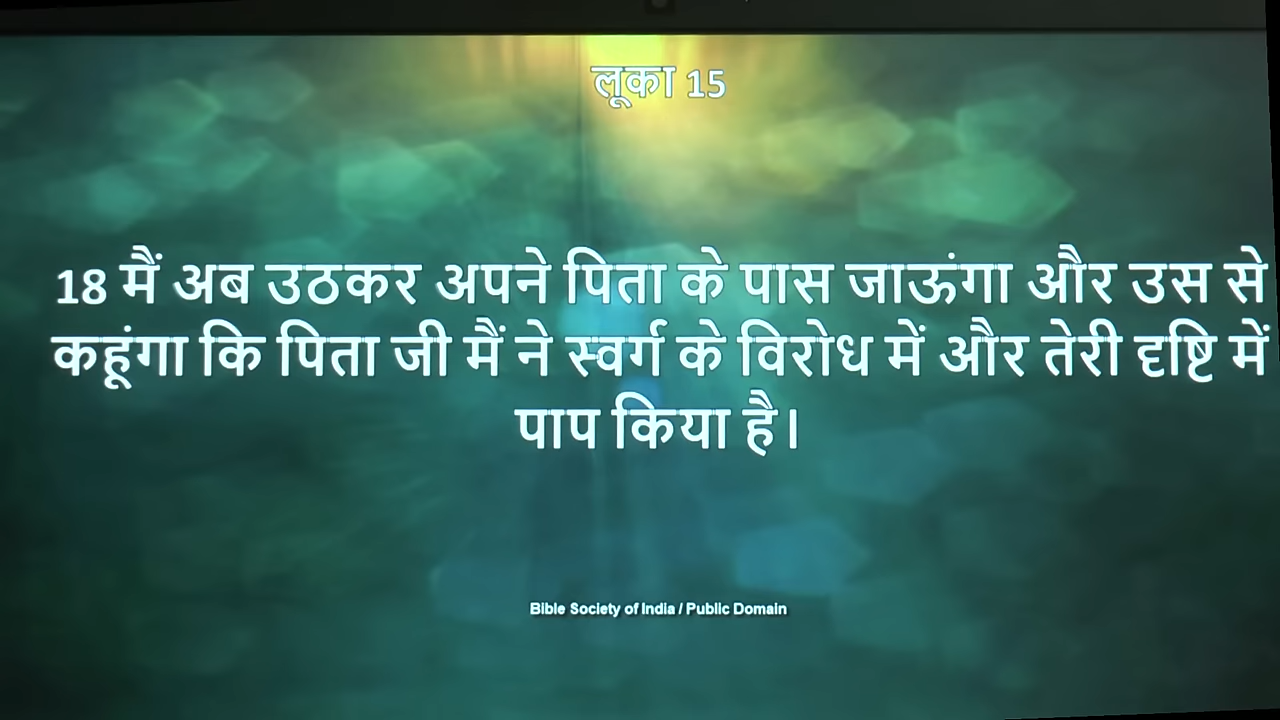 लूका 15
18 मैं अब उठकर अपने पिता के पास जाऊंगा और उस से
कहूंगा कि पिता जी मैं ने स्वर्ग के विरोध में और तेरी दृष्टि में
पाप किया है।
Bible Society of India / Public Domain